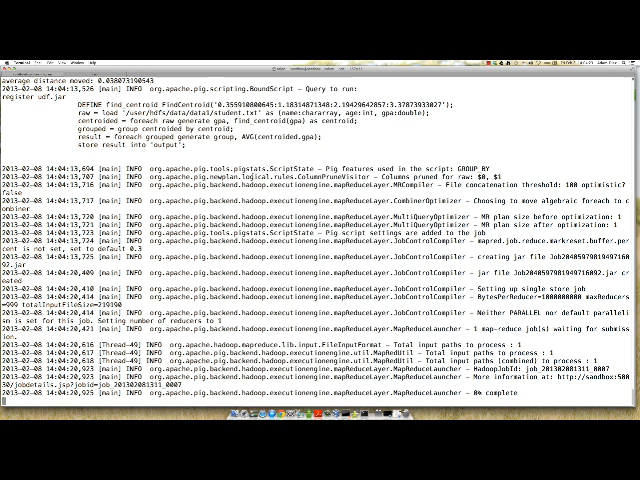 Terminal Shell Edit View Window Help
average distance moved: 0.038073190543
2013-02-08 14:04:13,526 [main] INFO  org.apache.pig.scripting.BoundScript - Query to run:
register udf.jar
DEFINE find_centroid FindCentroid('0.355910800645:1.18314871348:2.19429642857:3.37873933027');
raw = load '/user/hdfs/data/data1/student.txt' as (name:chararray, age:int, gpa:double);
centroided = foreach raw generate gpa, find_centroid(gpa) as centroid;
grouped = group centroided by centroid;
result = foreach grouped generate group, AVG(centroided.gpa);
store result into 'output';
2013-02-08 14:04:13,694 [main] INFO  org.apache.pig.tools.pigstats.ScriptState - Pig features used in the script: GROUP_BY
2013-02-08 14:04:13,707 [main] INFO  org.apache.pig.newplan.logical.rules.ColumnPruneVisitor - Columns pruned for raw: $0, $1
2013-02-08 14:04:13,716 [main] INFO  org.apache.pig.backend.hadoop.executionengine.mapReduceLayer.MRCompiler - File concatenation threshold: 100 optimistic?
false
2013-02-08 14:04:13,717 [main] INFO  org.apache.pig.backend.hadoop.executionengine.mapReduceLayer.CombinerOptimizer - Choosing to move algebraic foreach to c
ombiner
2013-02-08 14:04:13,720 [main] INFO  org.apache.pig.backend.hadoop.executionengine.mapReduceLayer.MultiQueryOptimizer - MR plan size before optimization: 1
2013-02-08 14:04:13,721 [main] INFO  org.apache.pig.backend.hadoop.executionengine.mapReduceLayer.MultiQueryOptimizer - MR plan size after optimization: 1
2013-02-08 14:04:13,723 [main] INFO  org.apache.pig.tools.pigstats.ScriptState - Pig script settings are added to the job
2013-02-08 14:04:13,724 [main] INFO  org.apache.pig.backend.hadoop.executionengine.mapReduceLayer.JobControlCompiler - mapred.job.reduce.markreset.buffer.per
cent is not set, set to default 0.3
2013-02-08 14:04:13,725 [main] INFO  org.apache.pig.backend.hadoop.executionengine.mapReduceLayer.JobControlCompiler - creating jar file Job2040597981949716
092.jar
2013-02-08 14:04:20,409 [main] INFO  org.apache.pig.backend.hadoop.executionengine.mapReduceLayer.JobControlCompiler - jar file Job2040597981949716092.jar cr
eated
2013-02-08 14:04:20,410 [main] INFO  org.apache.pig.backend.hadoop.executionengine.mapReduceLayer.JobControlCompiler - Setting up single store job
2013-02-08 14:04:20,414 [main] INFO  org.apache.pig.backend.hadoop.executionengine.mapReduceLayer.JobControlCompiler - BytesPerReducer=1000000000 maxReducers
=999 totalInputFileSize=219190
2013-02-08 14:04:20,414 [main] INFO  org.apache.pig.backend.hadoop.executionengine.mapReduceLayer.JobControlCompiler - Neither PARALLEL nor default paralleli
sm is set for this job. Setting number of reducers to 1
2013-02-08 14:04:20,421 [main] INFO  org.apache.pig.backend.hadoop.executionengine.mapReduceLayer.MapReduceLauncher - 1 map-reduce job(s) waiting for submiss
ion.
2013-02-08 14:04:20,616 [Thread-49] INFO  org.apache.hadoop.mapreduce.lib.input.FileInputFormat - Total input paths to process : 1
2013-02-08 14:04:20,617 [Thread-49] INFO  org.apache.pig.backend.hadoop.executionengine.util.MapRedUtil - Total input paths to process : 1
2013-02-08 14:04:20,618 [Thread-49] INFO  org.apache.pig.backend.hadoop.executionengine.util.MapRedUtil - Total input paths (combined) to process : 1
2013-02-08 14:04:20,923 [main] INFO  org.apache.pig.backend.hadoop.executionengine.mapReduceLayer.MapReduceLauncher - HadoopJobId: job_201302081311_0007
2013-02-08 14:04:20,923 [main] INFO  org.apache.pig.backend.hadoop.executionengine.mapReduceLayer.MapReduceLauncher - More information at: http://sandbox:500
30/jobdetails.jsp?jobid=job_201302081311_0007
2013-02-08 14:04:20,925 [main] INFO  org.apache.pig.backend.hadoop.executionengine.mapReduceLayer.MapReduceLauncher - 0% complete